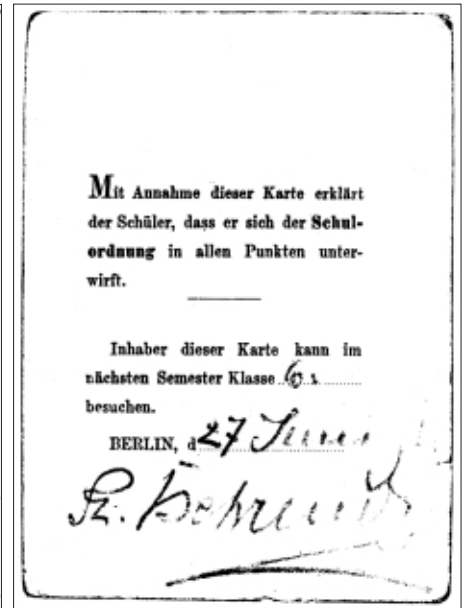 Mit Annahme dieser Karte erklärt
der Schüler, dass er sich der Schul-
ordnung in allen Punkten unter-
wirft.
Inhaber dieser Karte kann im
nächsten Semester Klasse
besuchen.
BERLIN, d 27 Juni